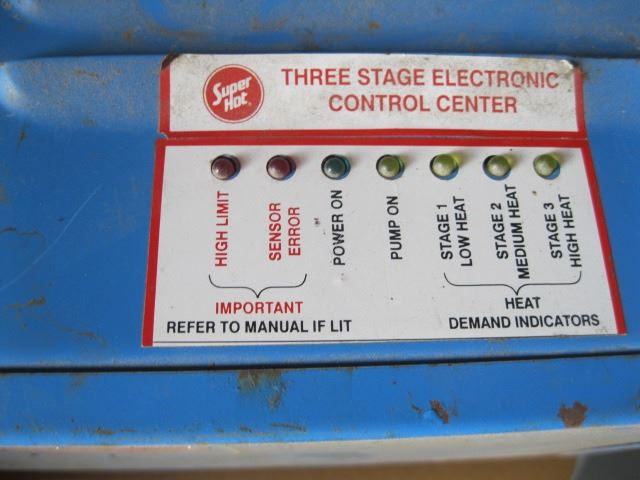 Super Hot
THREE STAGE ELECTRONIC
CONTROL CENTER
HIGH LIMIT
SENSOR
ERROR
POWER ON
PUMP ON
STAGE 1
LOW HEAT
STAGE 2
MEDIUM HEAT
STAGE 3
HIGH HEAT
IMPORTANT
REFER TO MANUAL IF LIT
HEAT
DEMAND INDICATORS